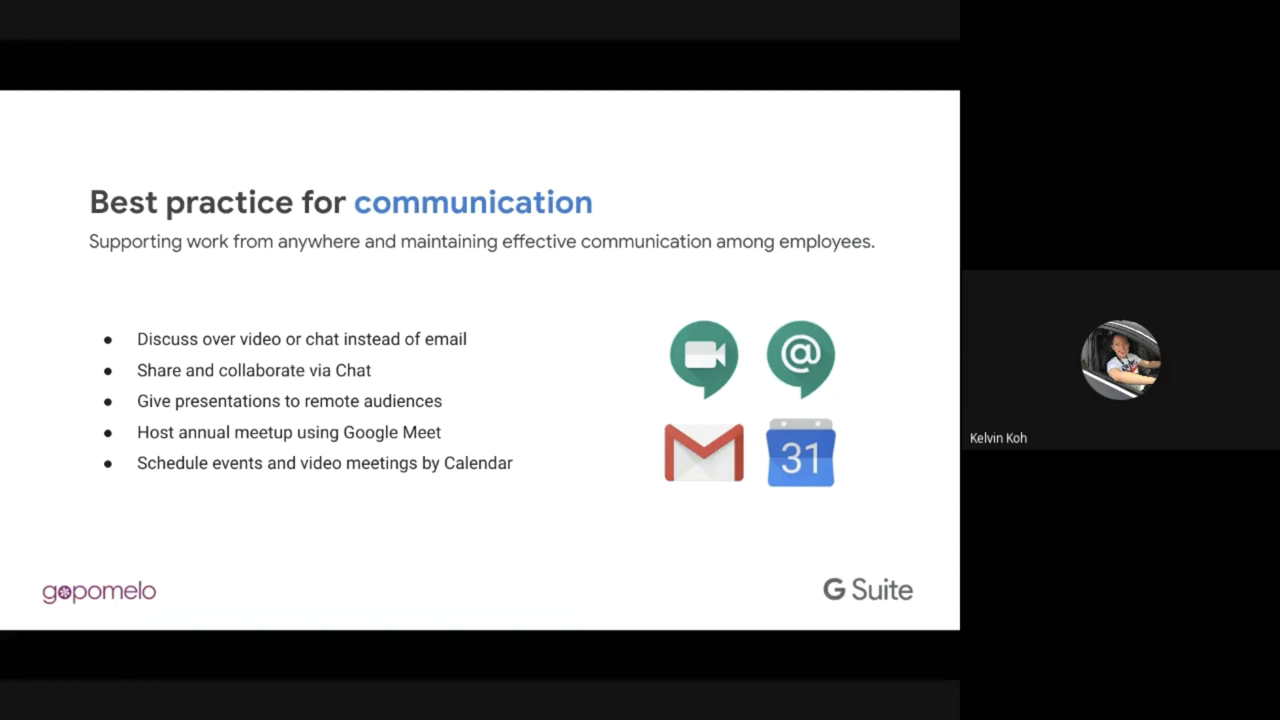 Best practice for communication
Supporting work from anywhere and maintaining effective communication among employees.
● Discuss over video or chat instead of email
● Share and collaborate via Chat
● Give presentations to remote audiences
● Host annual meetup using Google Meet
● Schedule events and video meetings by Calendar
@
31
gopomelo
G Suite
Kelvin Koh